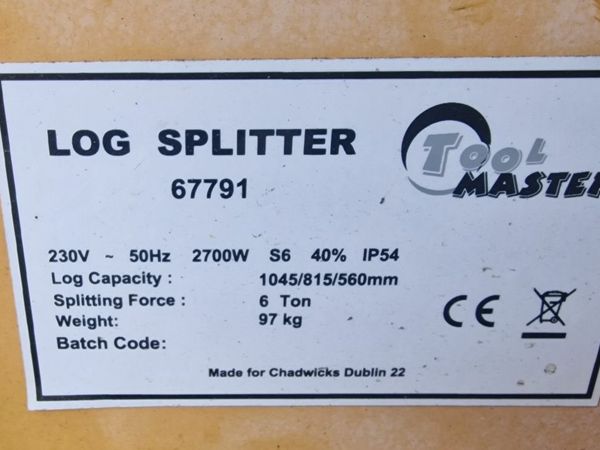 LOG SPLITTER
67791
Tool
MASTER
230V ~ 50Hz 2700W S6 40% IP54
Log Capacity : 1045/815/560mm
Splitting Force : 6 Ton
Weight: 97 kg
Batch Code:
CE
Made for Chadwicks Dublin 22